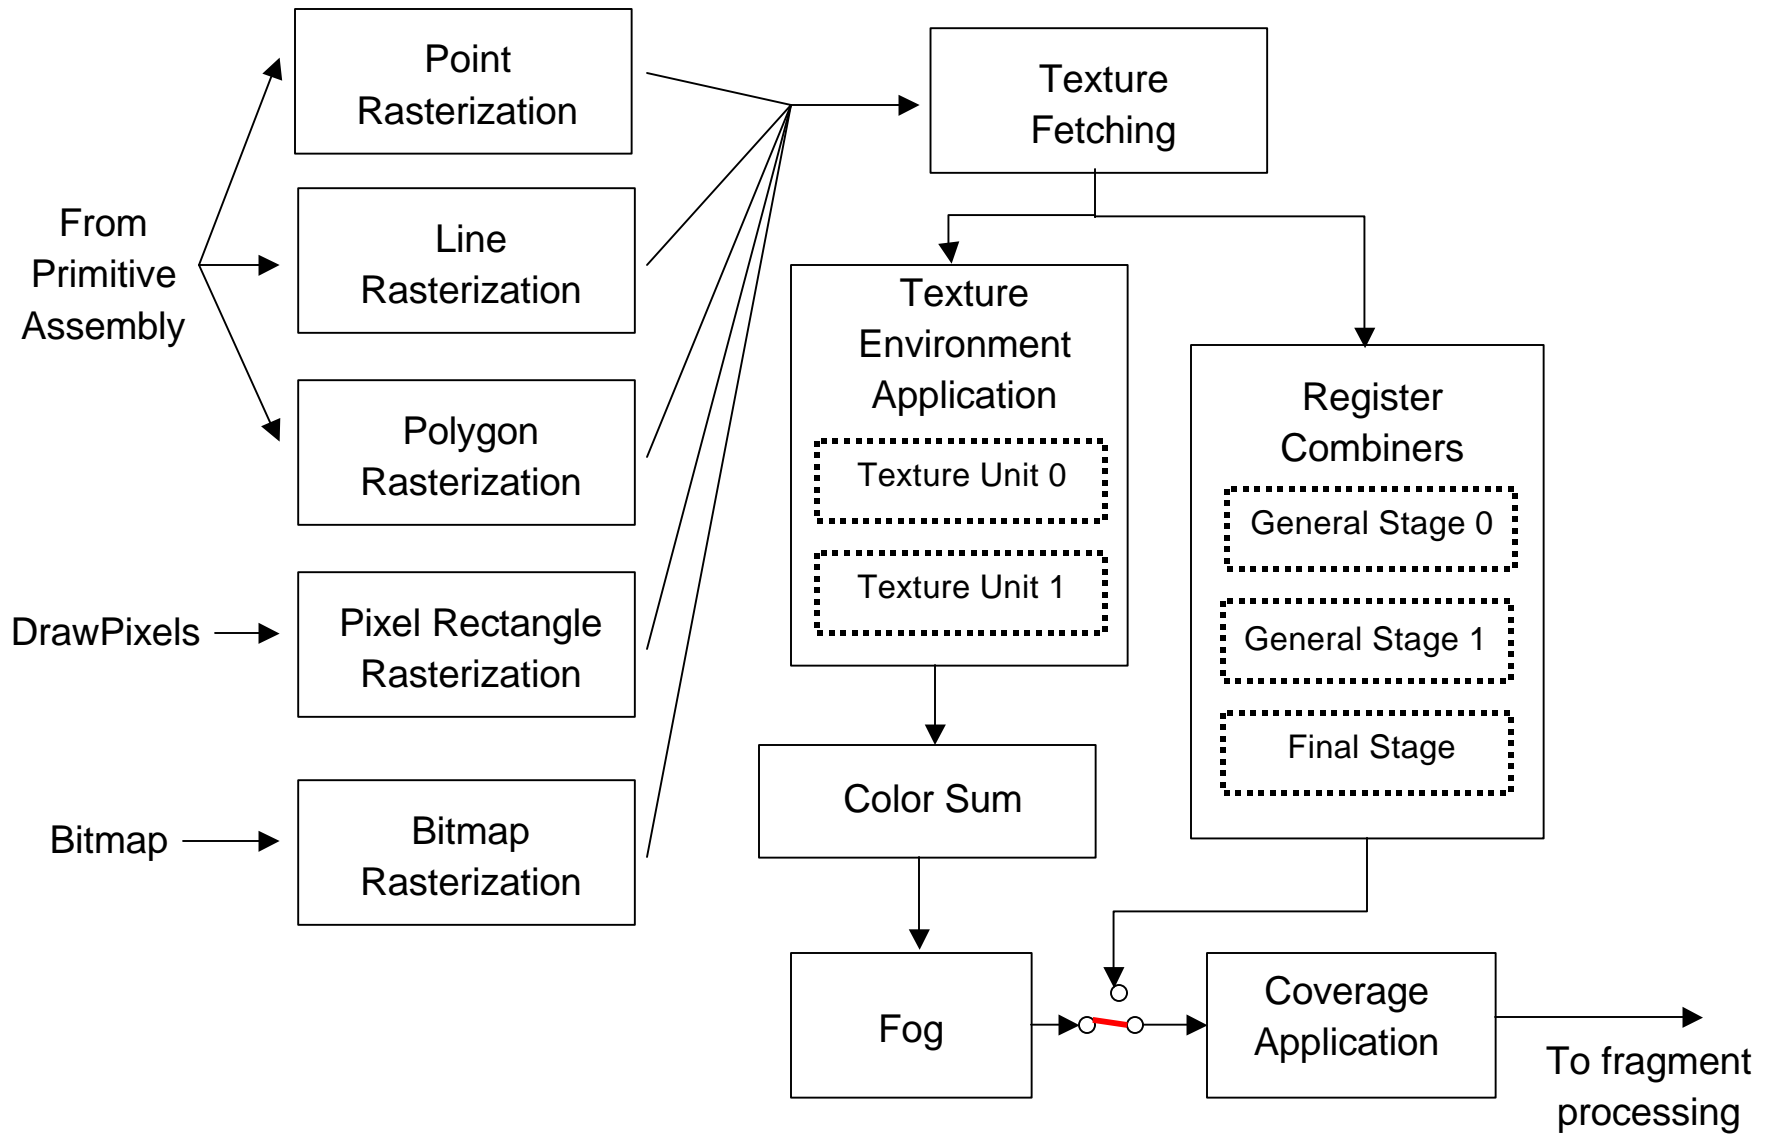 Point
Rasterization
From
Primitive
Assembly
Line
Rasterization
Polygon
Rasterization
DrawPixels
Pixel Rectangle
Rasterization
Bitmap
Bitmap
Rasterization
Texture
Fetching
Texture
Environment
Application
Texture Unit 0
Texture Unit 1
Register
Combiners
General Stage 0
General Stage 1
Final Stage
Color Sum
Fog
Coverage
Application
To fragment
processing